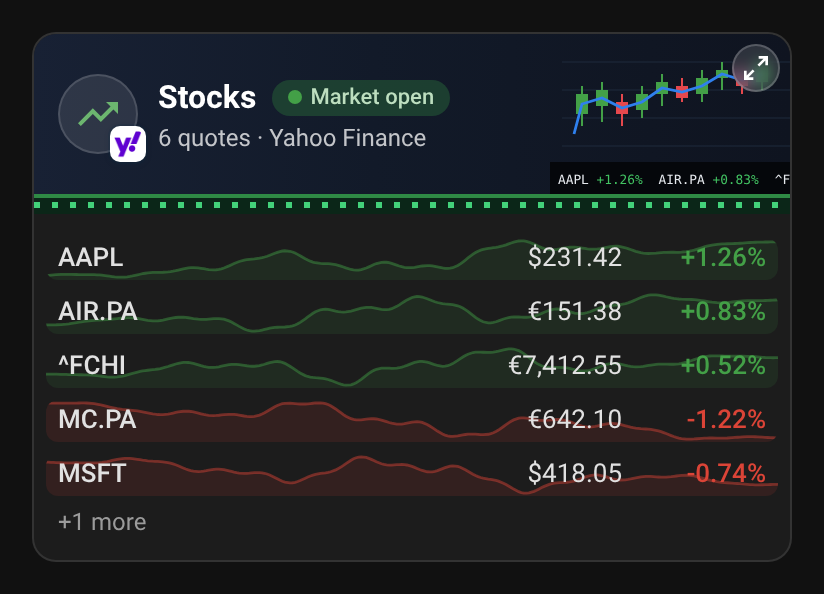 Stocks
Market open
y!
6 quotes · Yahoo Finance
AAPL +1.26% AIR.PA +0.83% ^F
AAPL $231.42 +1.26%
AIR.PA €151.38 +0.83%
^FCHI €7,412.55 +0.52%
MC.PA €642.10 -1.22%
MSFT $418.05 -0.74%
+1 more